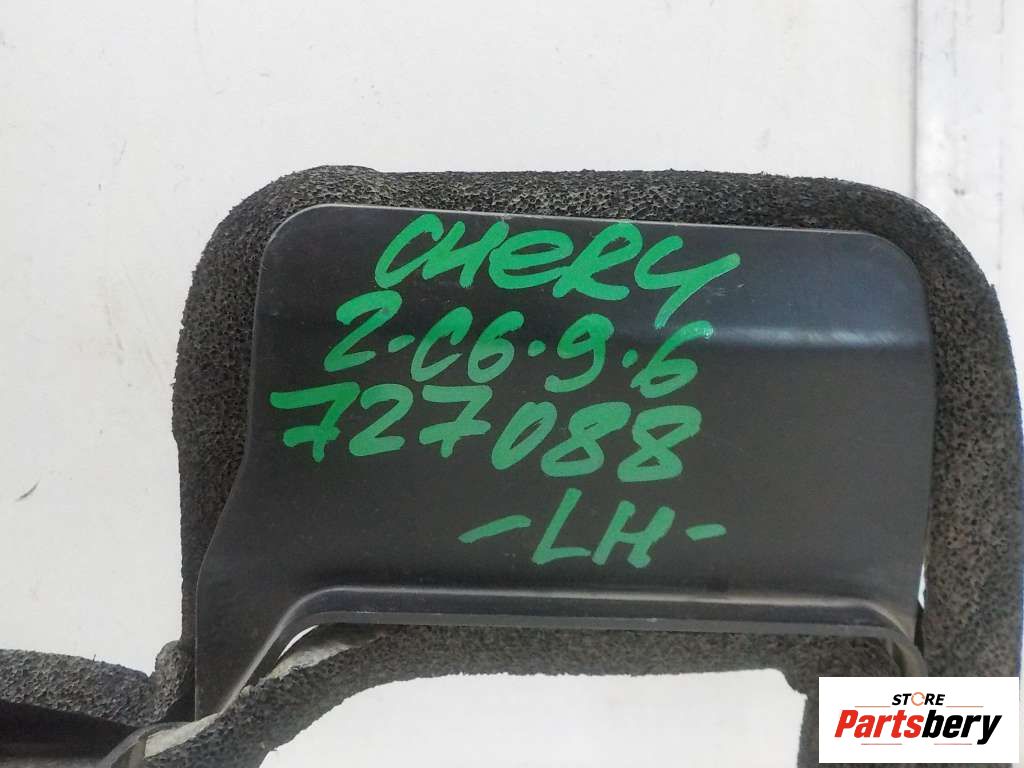 CHERY
2-C6-9-6
727088
-LH-
STORE
Partsbery